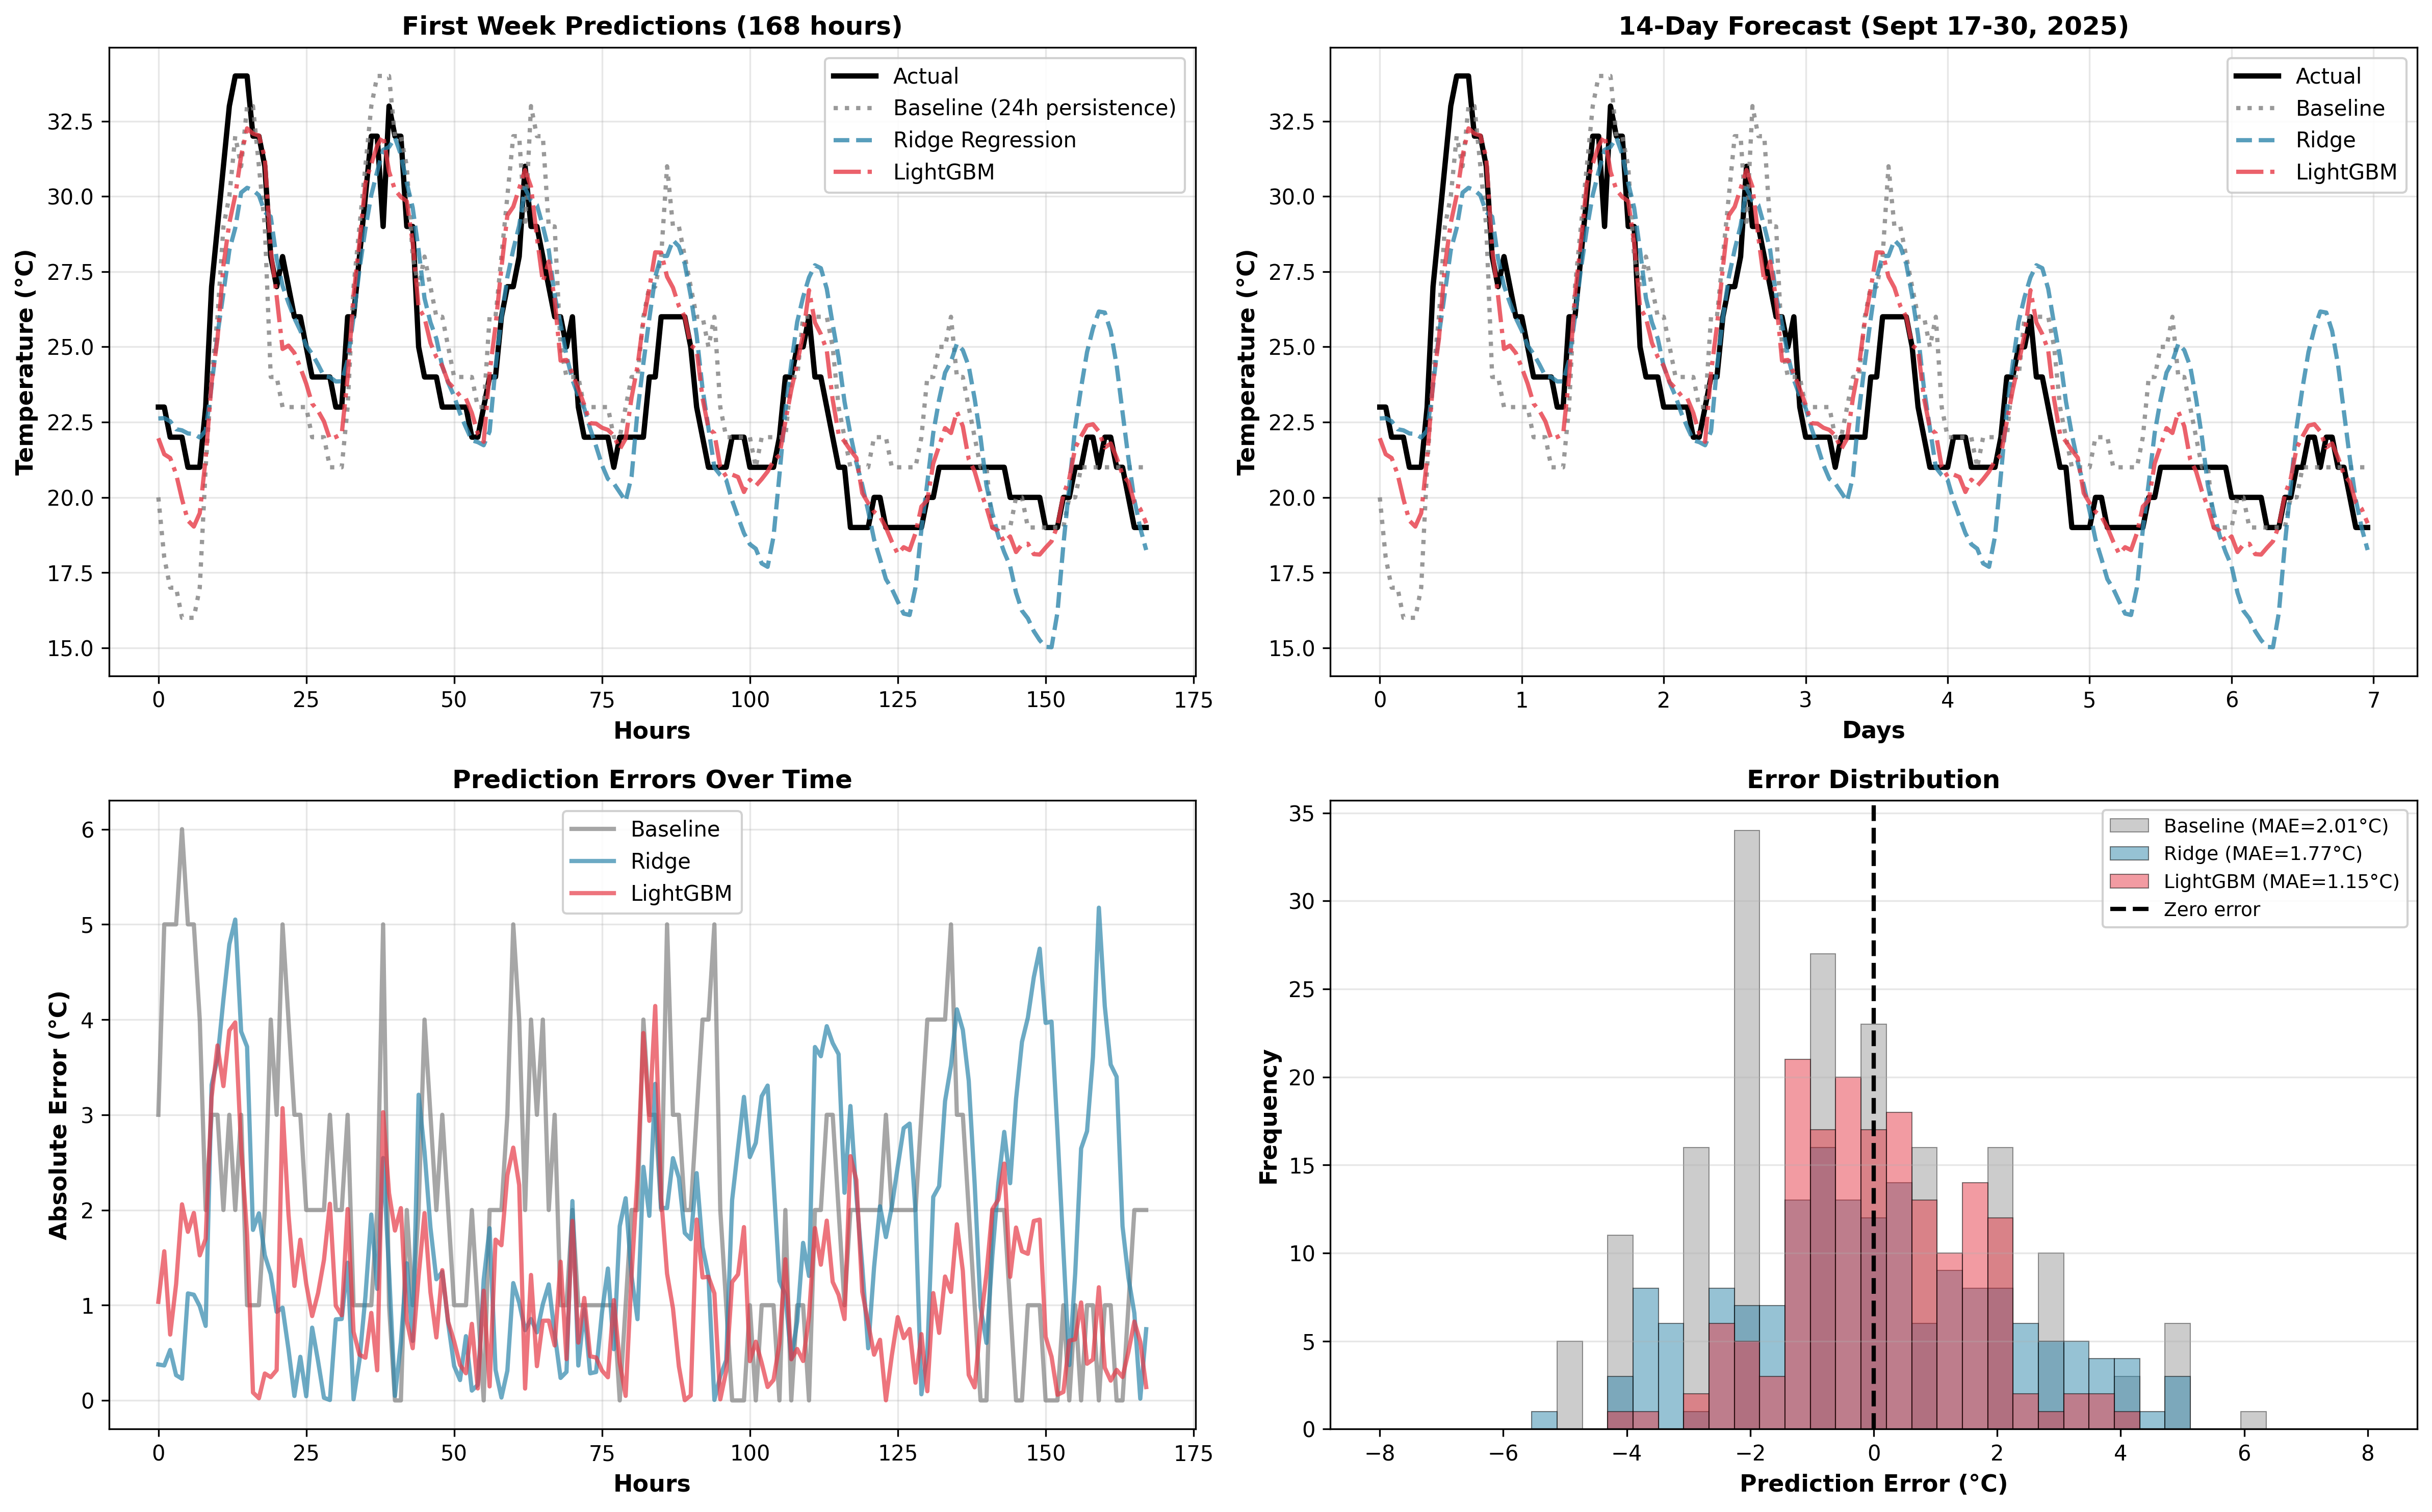 First Week Predictions (168 hours)
Temperature (°C)
32.5
30.0
27.5
25.0
22.5
20.0
17.5
15.0
Actual
Baseline (24h persistence)
Ridge Regression
LightGBM
0 25 50 75 100 125 150 175
Hours
14-Day Forecast (Sept 17-30, 2025)
Temperature (°C)
32.5
30.0
27.5
25.0
22.5
20.0
17.5
15.0
Actual
Baseline
Ridge
LightGBM
0 1 2 3 4 5 6 7
Days
Prediction Errors Over Time
Absolute Error (°C)
6
5
4
3
2
1
0
Baseline
Ridge
LightGBM
0 25 50 75 100 125 150 175
Hours
Error Distribution
Frequency
35
30
25
20
15
10
5
0
Baseline (MAE=2.01°C)
Ridge (MAE=1.77°C)
LightGBM (MAE=1.15°C)
Zero error
−8 −6 −4 −2 0 2 4 6 8
Prediction Error (°C)